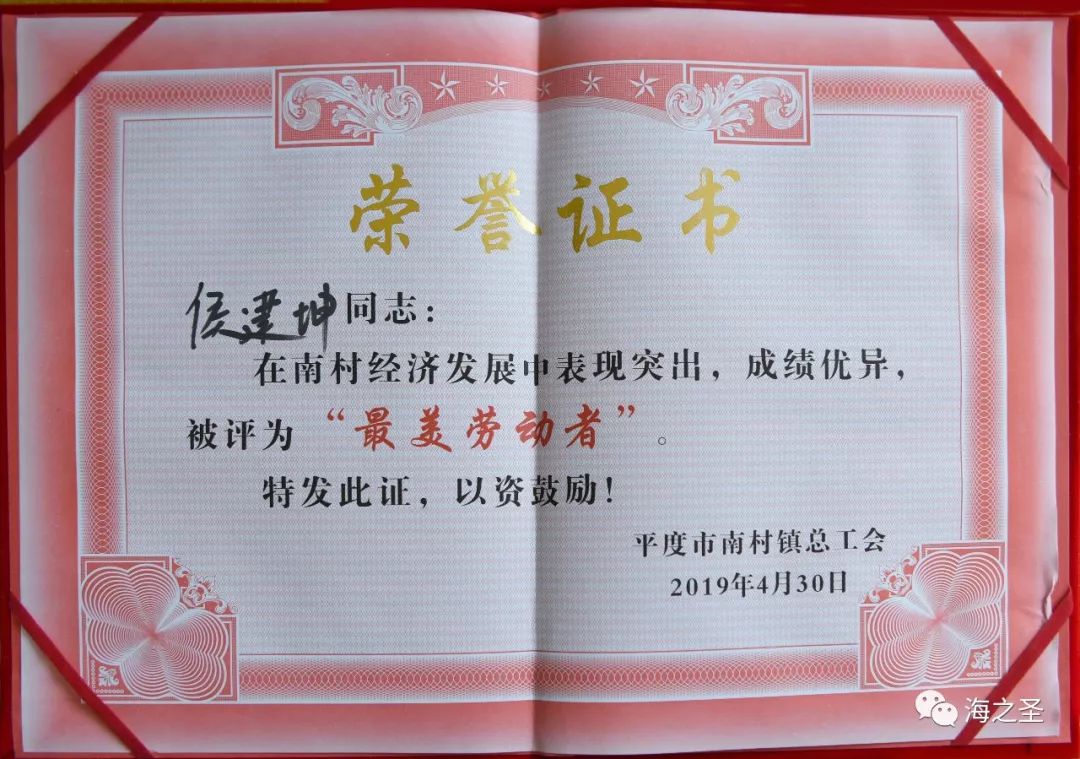 荣誉证书
侯建坤同志：
在南村经济发展中表现突出，成绩优异，
被评为“最美劳动者”。
特发此证，以资鼓励！
平度市南村镇总工会
2019年4月30日
海之圣